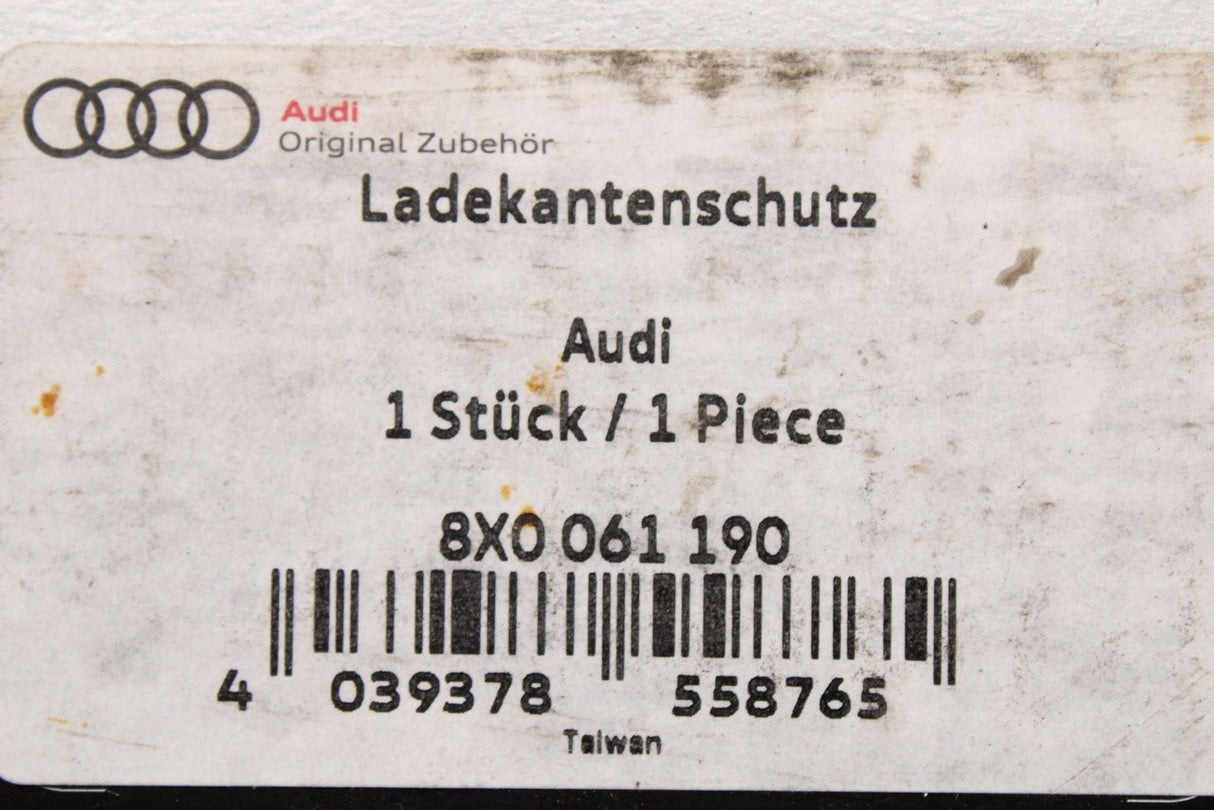 Audi
Original Zubehör
Ladekantenschutz
Audi
1 Stück / 1 Piece
8X0 061 190
4 039378 558765
Taiwan